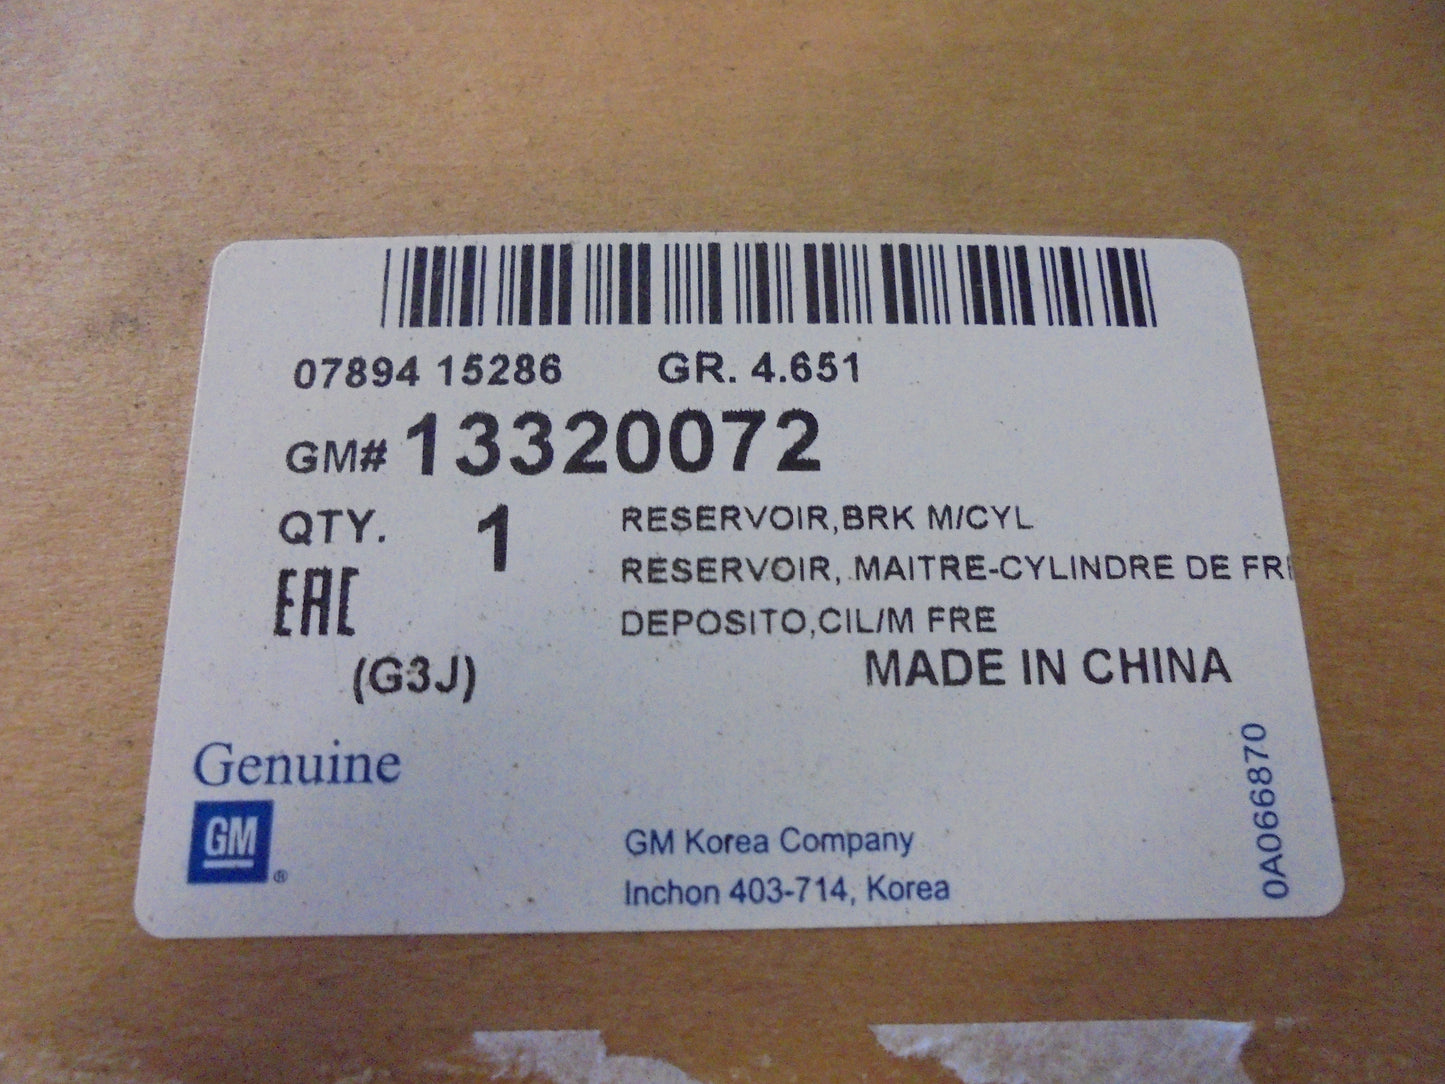 07894 15286 GR. 4.651
GM# 13320072
QTY. 1
RESERVOIR,BRK M/CYL
RESERVOIR, MAITRE-CYLINDRE DE FRI
DEPOSITO,CIL/M FRE
EAC
(G3J)
MADE IN CHINA
Genuine
GM ®
GM Korea Company
Inchon 403-714, Korea
0A066870